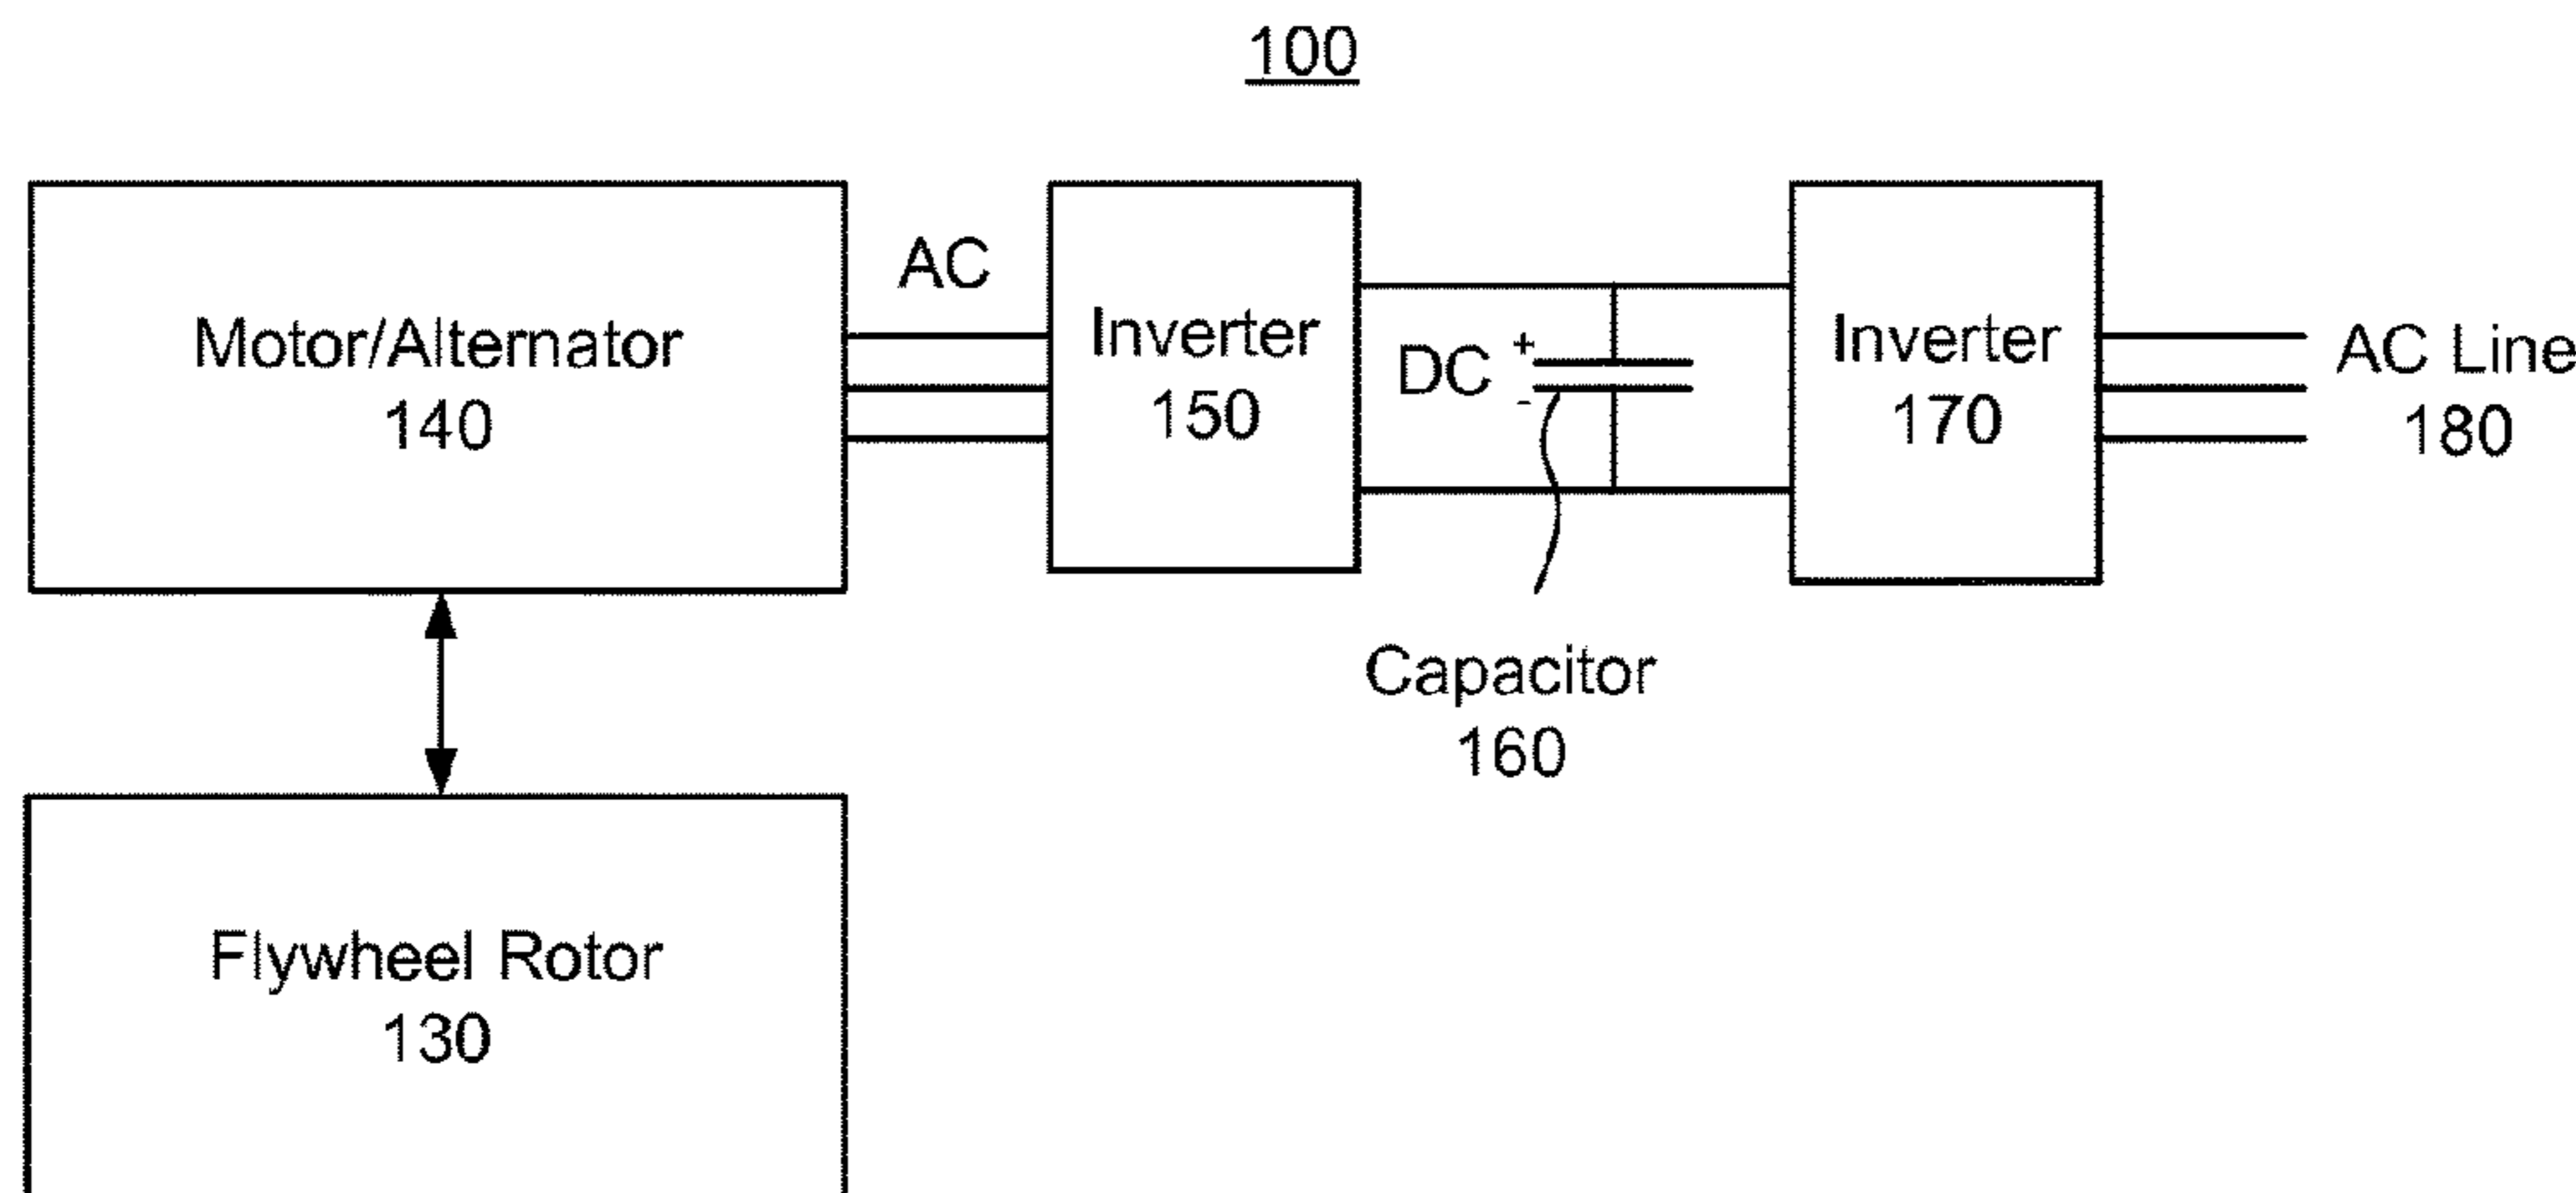 100
Motor/Alternator
140
AC
Inverter
150
DC
+
-
Capacitor
160
Inverter
170
AC Line
180
Flywheel Rotor
130